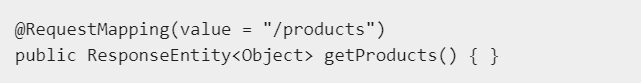 @RequestMapping(value = "/products")
public ResponseEntity<Object> getProducts() { }